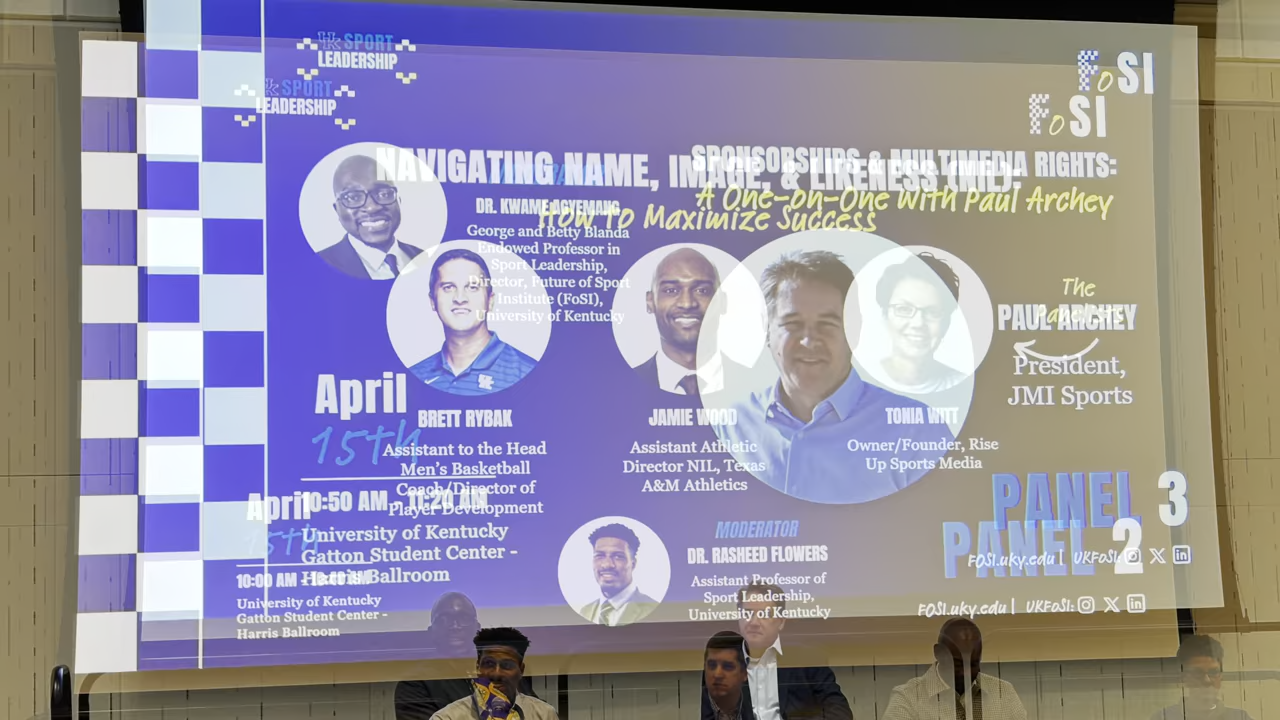 UK SPORT
LEADERSHIP
UK SPORT
LEADERSHIP
FoSI
FoSI
NAVIGATING NAME, IMAGE, & LIKENESS (NIL):
How to Maximize Success
SPONSORSHIPS & MULTIMEDIA RIGHTS:
A One-on-One with Paul Archey
DR. KWAME AGYEMANG
George and Betty Blanda
Endowed Professor in
Sport Leadership,
Director, Future of Sport
Institute (FoSI),
University of Kentucky
The
Panelists
PAUL ARCHEY
President,
JMI Sports
BRETT RYBAK
Assistant to the Head
Men's Basketball
Coach/Director of
Player Development
JAMIE WOOD
Assistant Athletic
Director NIL, Texas
A&M Athletics
TONIA WITT
Owner/Founder, Rise
Up Sports Media
MODERATOR
DR. RASHEED FLOWERS
Assistant Professor of
Sport Leadership,
University of Kentucky
April
15th
10:50 AM - 11:20 AM
University of Kentucky
Gatton Student Center -
Harris Ballroom
April
15th
10:00 AM -
University of Kentucky
Gatton Student Center -
Harris Ballroom
PANEL 3
PANEL 2
FOSI.uky.edu | UKFoSI:
FOSI.uky.edu | UKFoSI: